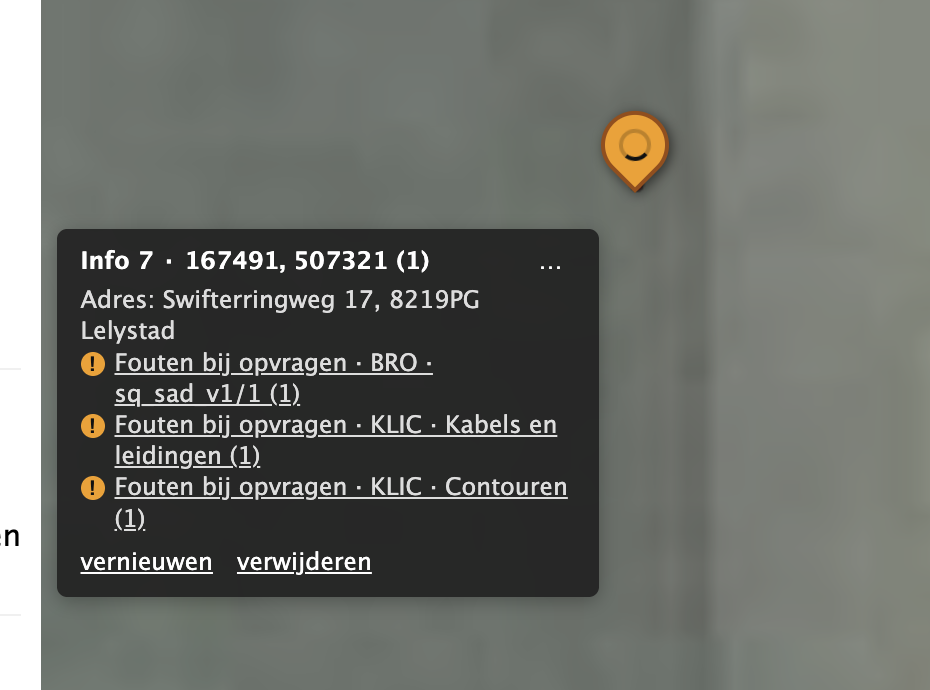 Info 7 · 167491, 507321 (1) ...
Adres: Swifterringweg 17, 8219PG
Lelystad
! Fouten bij opvragen · BRO ·
sq_sad_v1/1 (1)
! Fouten bij opvragen · KLIC · Kabels en
leidingen (1)
! Fouten bij opvragen · KLIC · Contouren
(1)
en
vernieuwen verwijderen